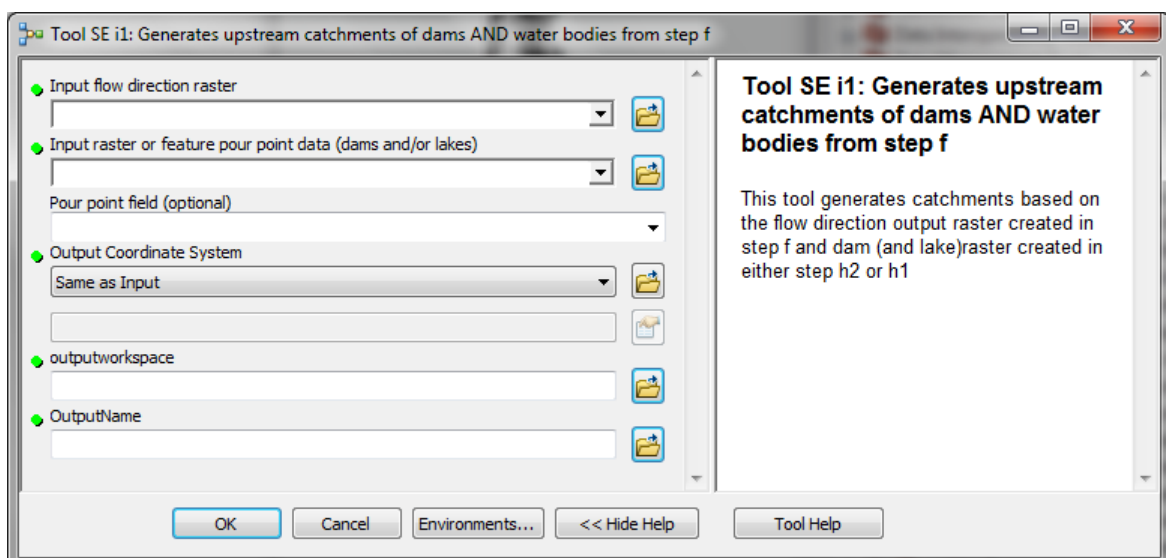 Tool SE i1: Generates upstream catchments of dams AND water bodies from step f
Input flow direction raster
Input raster or feature pour point data (dams and/or lakes)
Pour point field (optional)
Output Coordinate System
Same as Input
outputworkspace
OutputName
OK
Cancel
Environments...
<< Hide Help
Tool SE i1: Generates upstream
catchments of dams AND water
bodies from step f
This tool generates catchments based on
the flow direction output raster created in
step f and dam (and lake)raster created in
either step h2 or h1
Tool Help